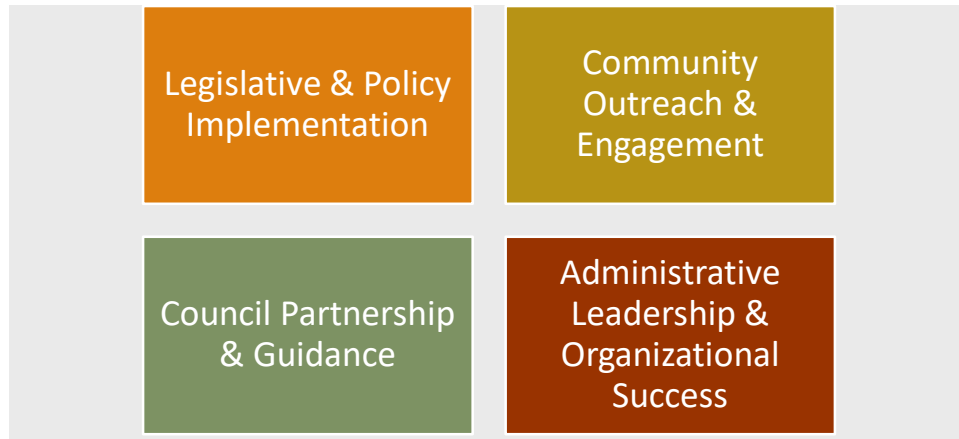 Legislative & Policy
Implementation
Community
Outreach &
Engagement
Council Partnership
& Guidance
Administrative
Leadership &
Organizational
Success